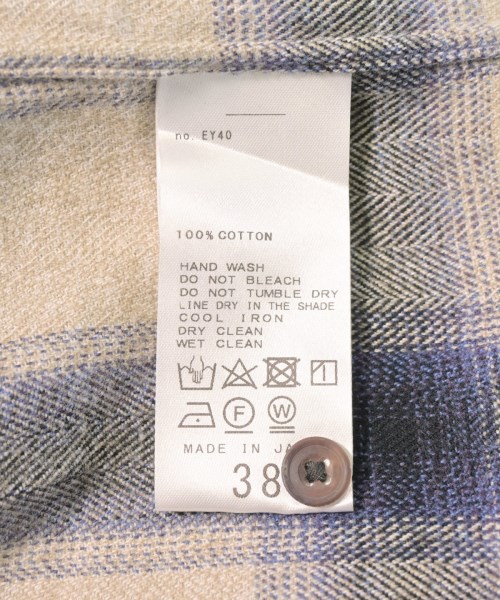 no. EY40
100% COTTON
HAND WASH
DO NOT BLEACH
DO NOT TUMBLE DRY
LINE DRY IN THE SHADE
COOL IRON
DRY CLEAN
WET CLEAN
F W
MADE IN JA
38